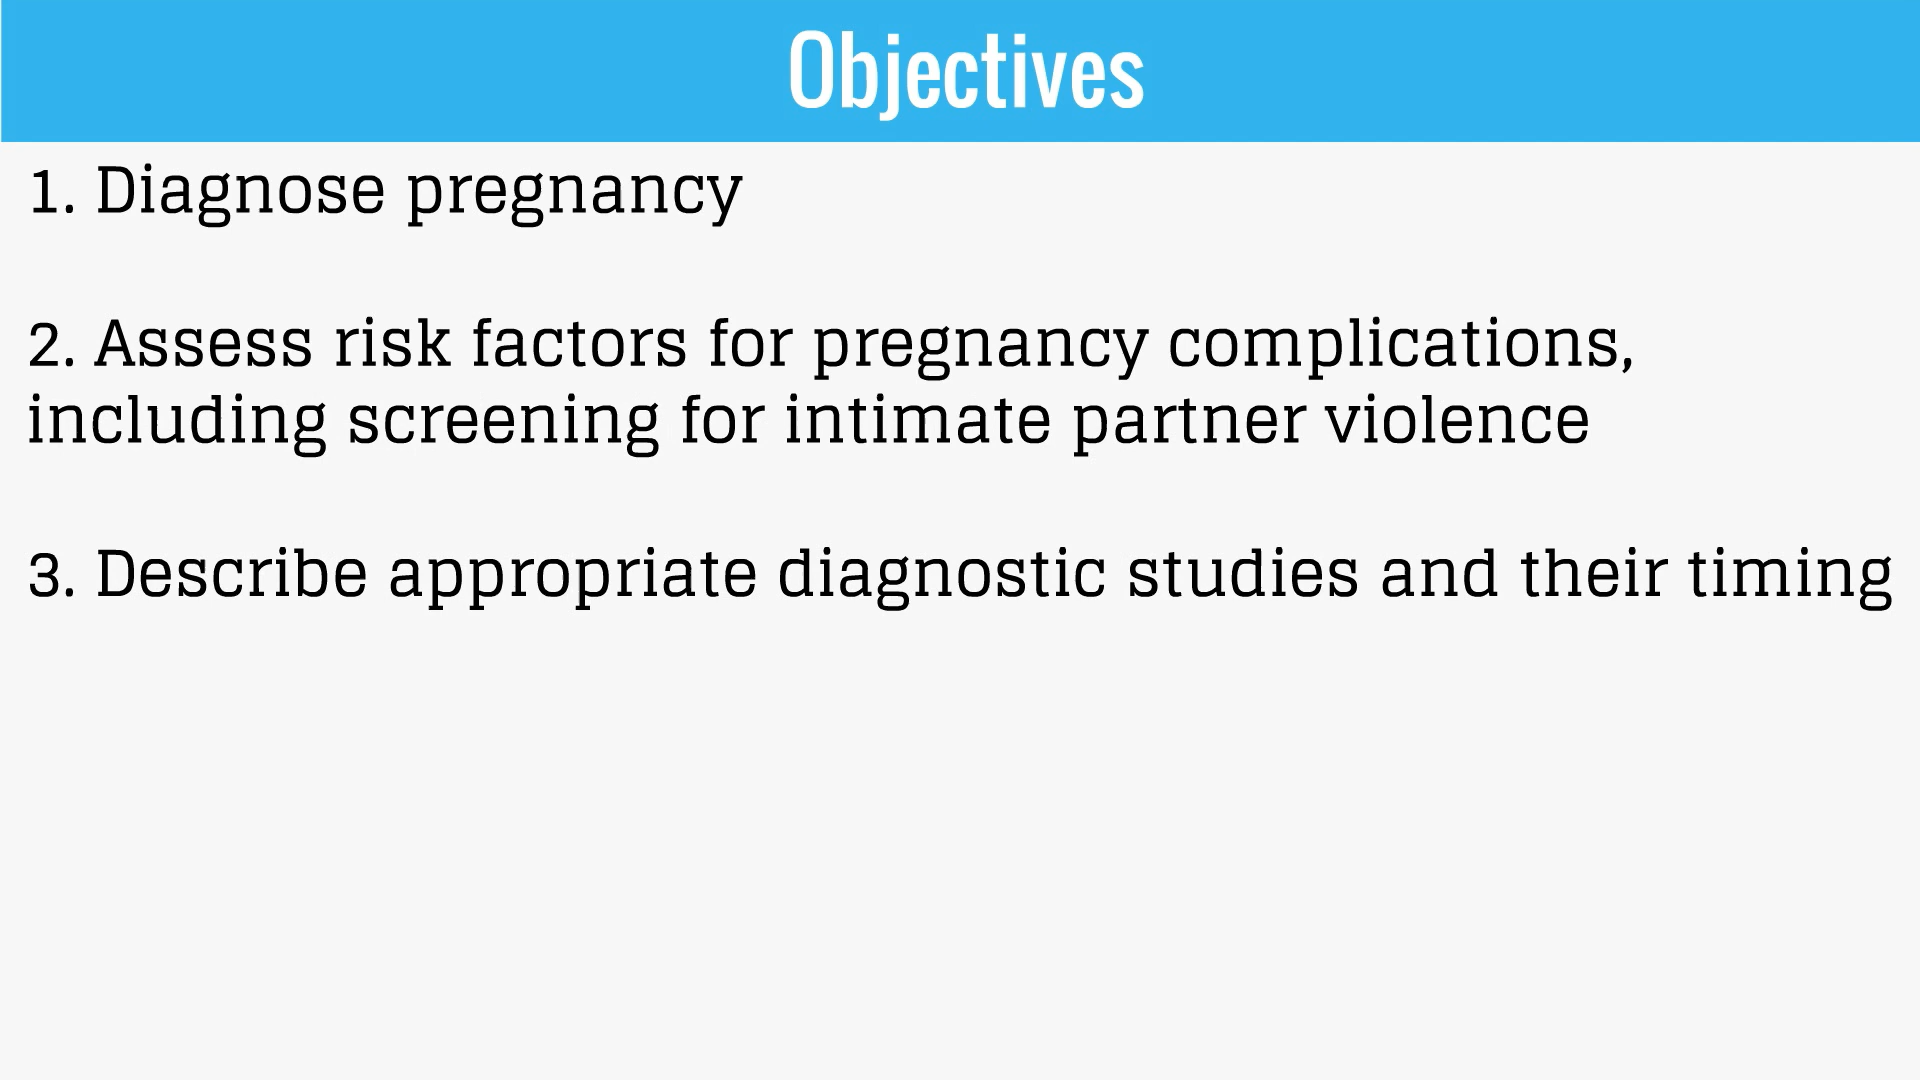 Objectives
1. Diagnose pregnancy
2. Assess risk factors for pregnancy complications,
including screening for intimate partner violence
3. Describe appropriate diagnostic studies and their timing